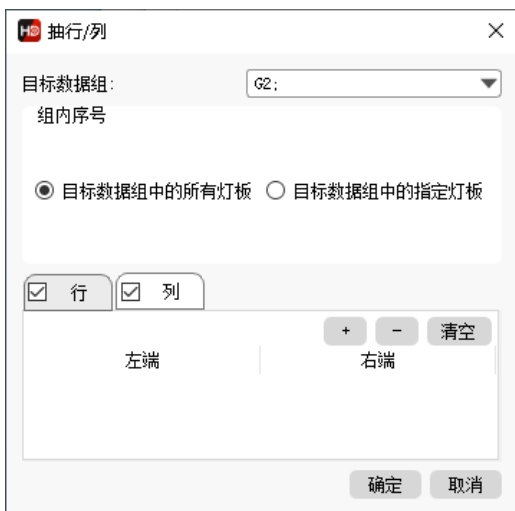 HD 抽行/列
目标数据组: G2;
组内序号
目标数据组中的所有灯板 目标数据组中的指定灯板
行 列
+ - 清空
左端 右端
确定 取消